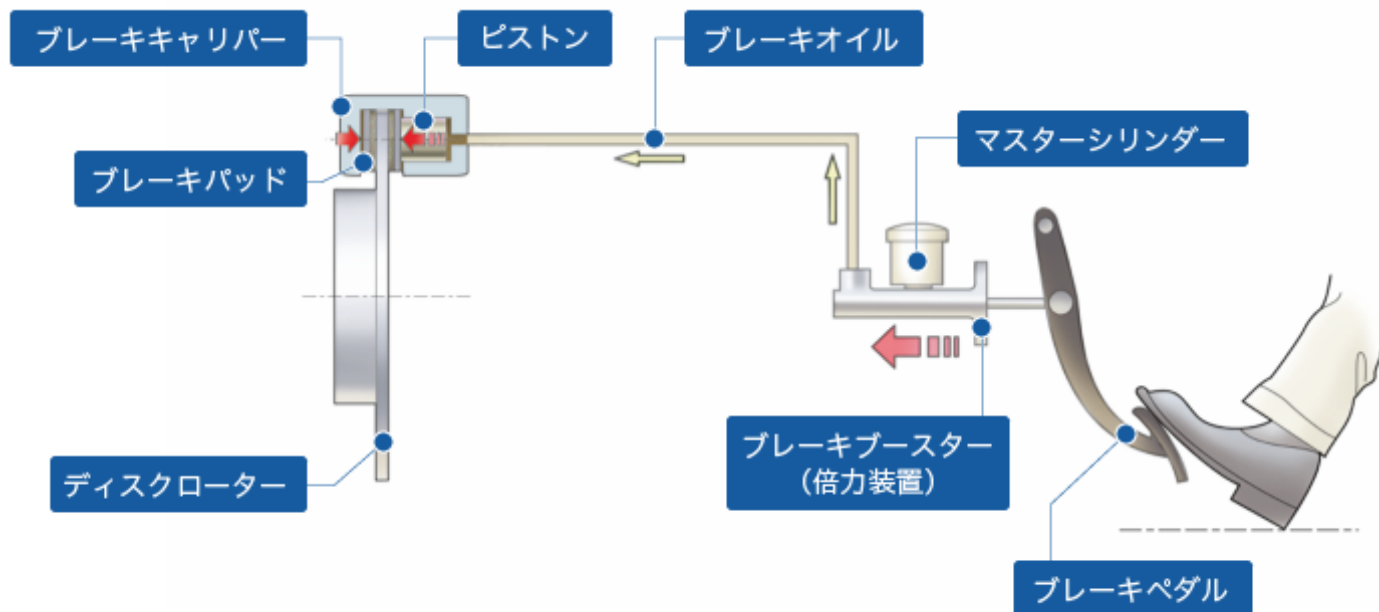 ブレーキキャリパー
ピストン
ブレーキオイル
マスターシリンダー
ブレーキパッド
ブレーキブースター
（倍力装置）
ディスクローター
ブレーキペダル